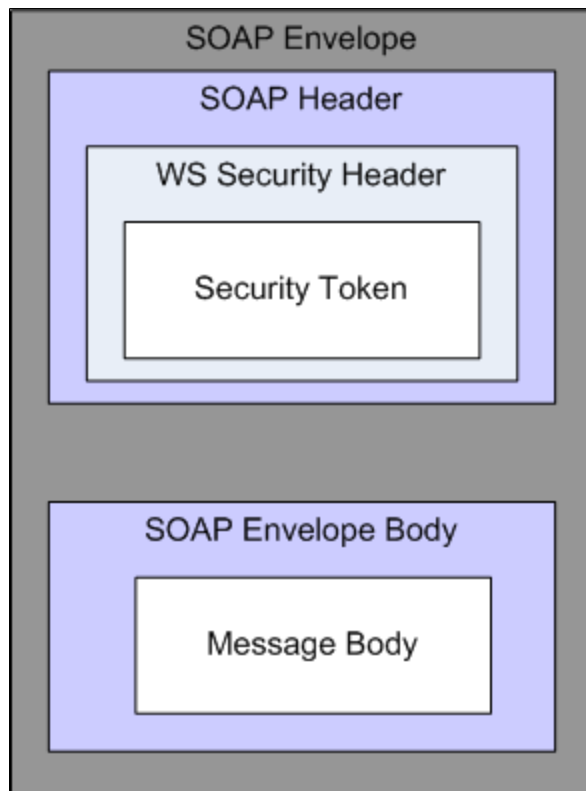 SOAP Envelope
SOAP Header
WS Security Header
Security Token
SOAP Envelope Body
Message Body